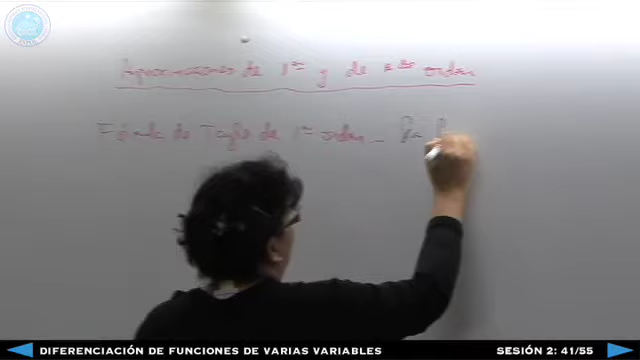 Aproximaciones de 1er y de 2do orden
Fórmula de Taylor de 1er orden
DIFERENCIACIÓN DE FUNCIONES DE VARIAS VARIABLES
SESIÓN 2: 41/55